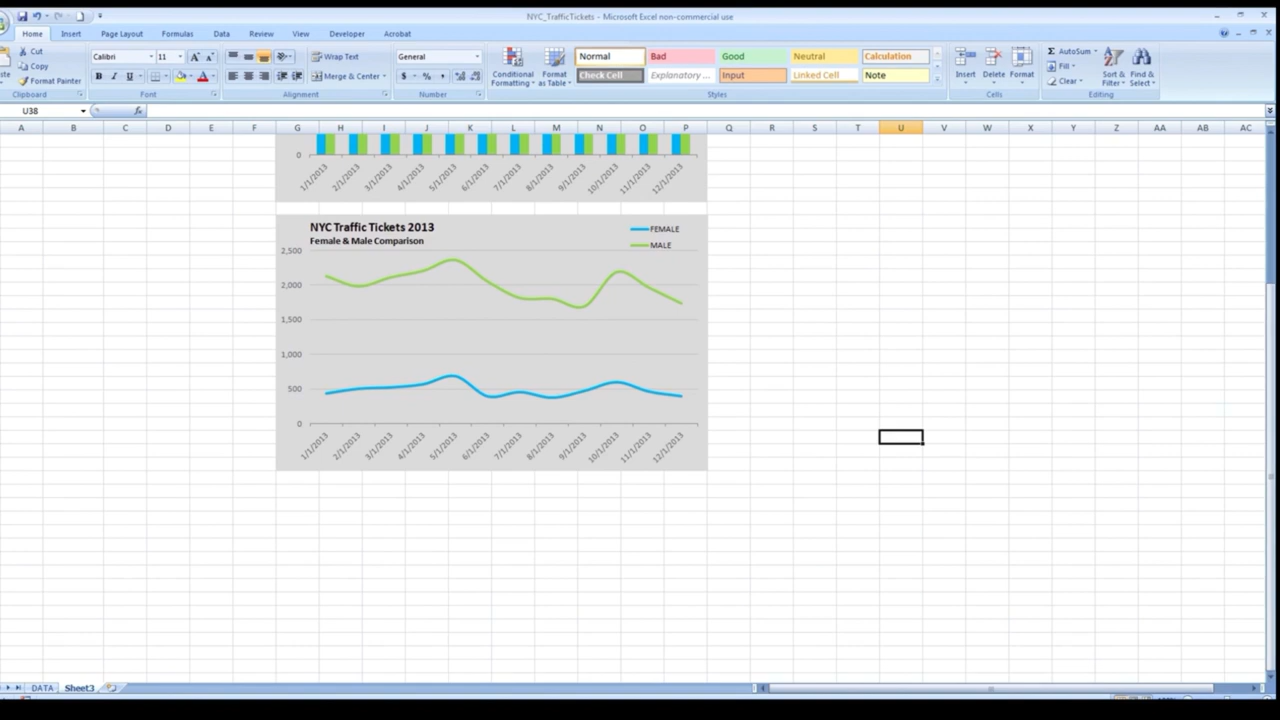 NYC_TrafficTickets - Microsoft Excel non-commercial use
Home Insert Page Layout Formulas Data Review View Developer Acrobat
Cut
Copy
Format Painter
Clipboard
Calibri 11
B I U
Font
Wrap Text
Merge & Center
Alignment
General
$ % ,
Number
Conditional Formatting
Format as Table
Normal Bad Good Neutral Calculation
Check Cell Explanatory ... Input Linked Cell Note
Styles
Insert Delete Format
Cells
AutoSum
Fill
Clear
Sort & Filter
Find & Select
Editing
U38
fx
A B C D E F G H I J K L M N O P Q R S T U V W X Y Z AA AB AC
0
1/1/2013 2/1/2013 3/1/2013 4/1/2013 5/1/2013 6/1/2013 7/1/2013 8/1/2013 9/1/2013 10/1/2013 11/1/2013 12/1/2013
NYC Traffic Tickets 2013
Female & Male Comparison
FEMALE
MALE
2,500
2,000
1,500
1,000
500
0
1/1/2013 2/1/2013 3/1/2013 4/1/2013 5/1/2013 6/1/2013 7/1/2013 8/1/2013 9/1/2013 10/1/2013 11/1/2013 12/1/2013
DATA Sheet3